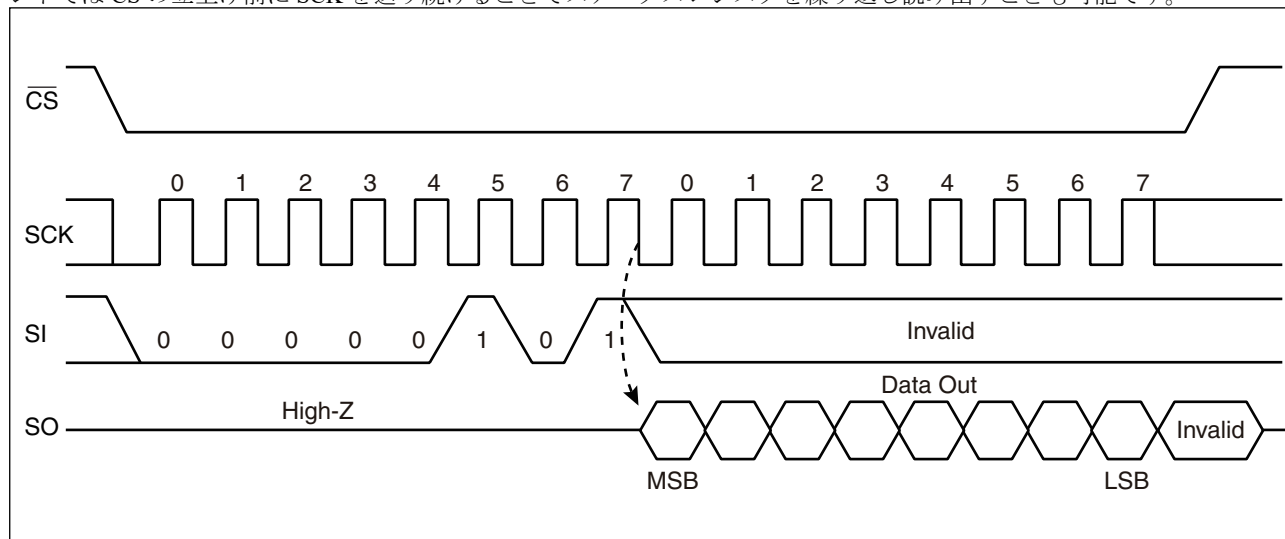 CS
0 1 2 3 4 5 6 7 0 1 2 3 4 5 6 7
SCK
SI
0 0 0 0 0 1 0 1
Invalid
Data Out
High-Z
SO
Invalid
MSB
LSB